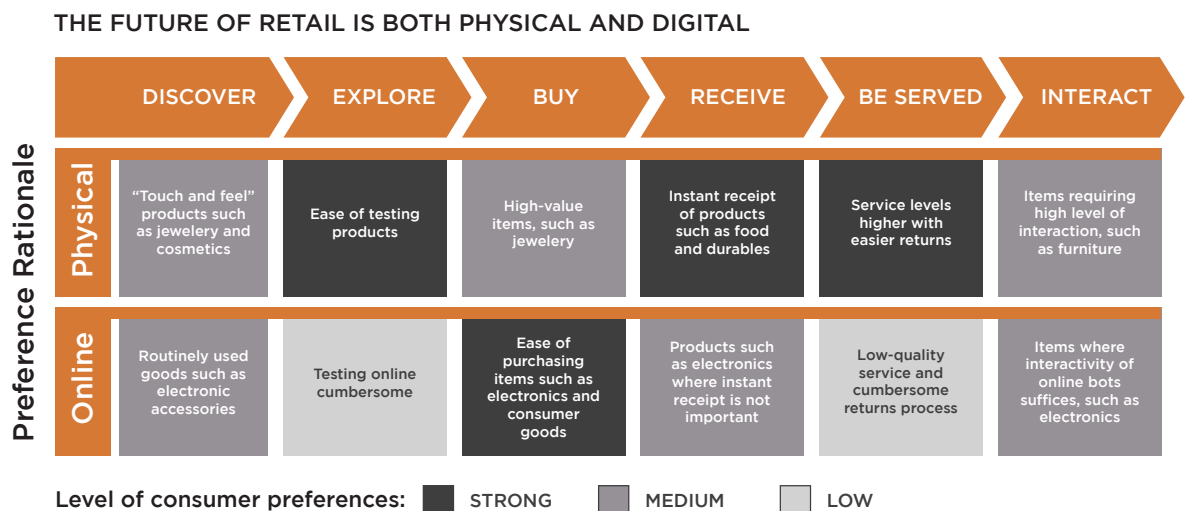 THE FUTURE OF RETAIL IS BOTH PHYSICAL AND DIGITAL
DISCOVER
EXPLORE
BUY
RECEIVE
BE SERVED
INTERACT
Preference Rationale
Physical
“Touch and feel”
products such
as jewelery and
cosmetics
Ease of testing
products
High-value
items, such as
jewelery
Instant receipt
of products
such as food
and durables
Service levels
higher with
easier returns
Items requiring
high level of
interaction, such
as furniture
Online
Routinely used
goods such as
electronic
accessories
Testing online
cumbersome
Ease of
purchasing
items such as
electronics and
consumer
goods
Products such
as electronics
where instant
receipt is not
important
Low-quality
service and
cumbersome
returns process
Items where
interactivity of
online bots
suffices, such as
electronics
Level of consumer preferences:
STRONG
MEDIUM
LOW